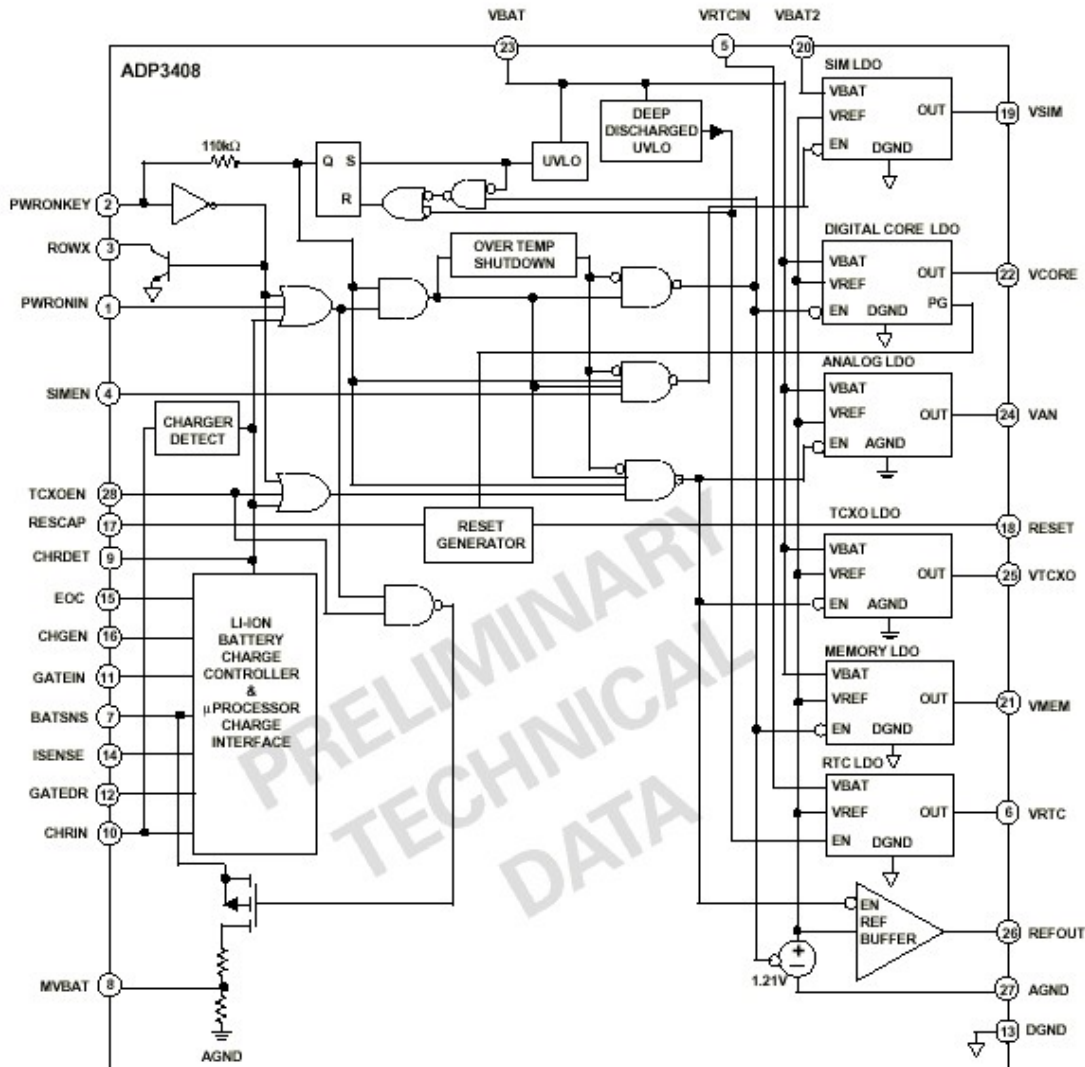 VBAT
VRTCIN
VBAT2
23
5
20
ADP3408
SIM LDO
VBAT
VREF
OUT
EN
DGND
19
VSIM
DEEP
DISCHARGED
UVLO
110kΩ
Q
S
R
UVLO
PWRONKEY
2
ROWX
3
PWRONIN
1
OVER TEMP
SHUTDOWN
DIGITAL CORE LDO
VBAT
OUT
VREF
PG
EN
DGND
22
VCORE
SIMEN
4
ANALOG LDO
VBAT
VREF
OUT
EN
AGND
24
VAN
CHARGER
DETECT
TCXOEN
28
RESCAP
17
RESET
GENERATOR
18
RESET
CHRDET
9
TCXO LDO
VBAT
VREF
OUT
EN
AGND
25
VTCXO
EOC
15
CHGEN
16
GATEIN
11
BATSNS
7
ISENSE
14
GATEDR
12
CHRIN
10
LI-ION
BATTERY
CHARGE
CONTROLLER
&
μPROCESSOR
CHARGE
INTERFACE
MEMORY LDO
VBAT
VREF
OUT
EN
DGND
21
VMEM
RTC LDO
VBAT
VREF
OUT
EN
DGND
6
VRTC
PRELIMINARY
TECHNICAL
DATA
EN
REF
BUFFER
26
REFOUT
+
−
1.21V
27
AGND
13
DGND
MVBAT
8
AGND